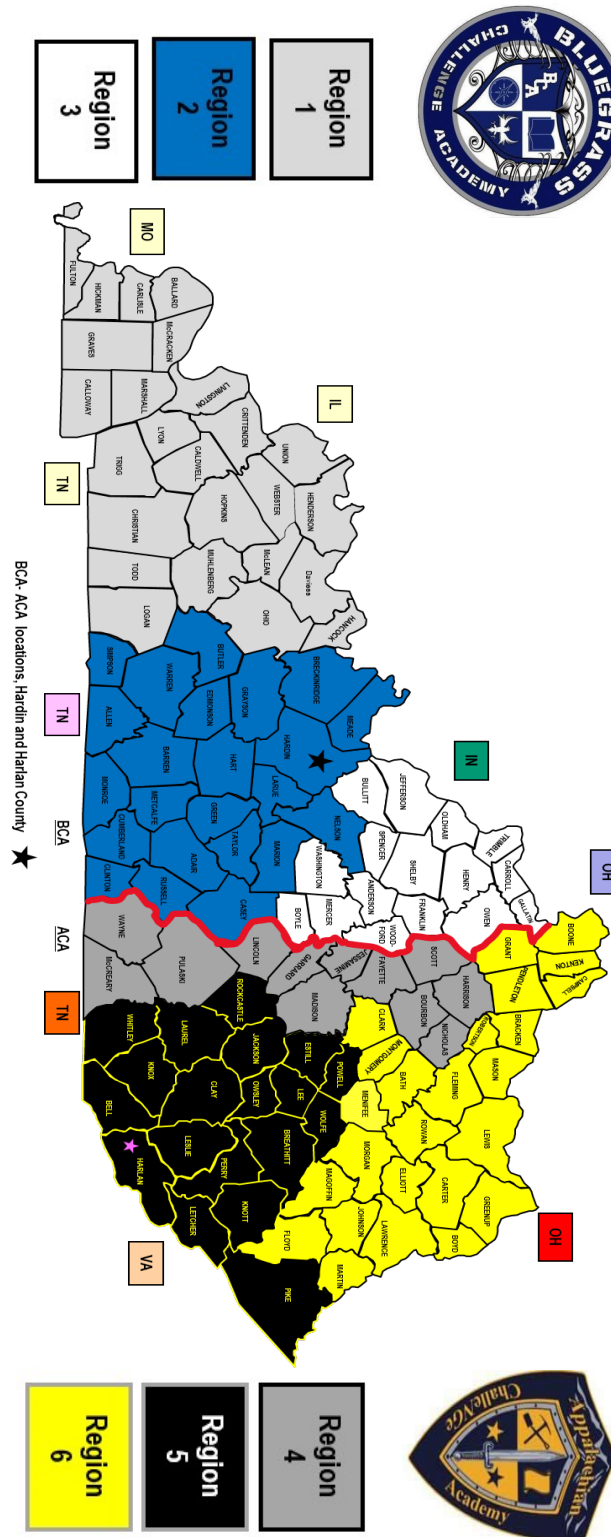 BLUEGRASS
CHALLENGE ACADEMY
BCA
Region
1
Region
2
Region
3
Appalachian
ChalleNGe
Academy
Region
4
Region
5
Region
6
OH
IN
IL
MO
TN
TN
TN
VA
OH
BCA
ACA
BCA- ACA locations, Hardin and Harlan County
FULTON
HICKMAN
CARLISLE
BALLARD
McCRACKEN
GRAVES
CALLOWAY
MARSHALL
LIVINGSTON
CRITTENDEN
LYON
CALDWELL
TRIGG
UNION
WEBSTER
HENDERSON
HOPKINS
CHRISTIAN
TODD
LOGAN
MUHLENBERG
McLEAN
Daviess
HANCOCK
OHIO
BUTLER
SIMPSON
WARREN
ALLEN
EDMONSON
GRAYSON
BRECKINRIDGE
MEADE
HARDIN
HART
BARREN
MONROE
METCALFE
CUMBERLAND
CLINTON
GREEN
LARUE
NELSON
MARION
TAYLOR
ADAIR
RUSSELL
CASEY
BULLITT
JEFFERSON
OLDHAM
TRIMBLE
CARROLL
GALLATIN
HENRY
OWEN
SHELBY
SPENCER
ANDERSON
FRANKLIN
WOOD-
FORD
WASHINGTON
MERCER
BOYLE
WAYNE
McCREARY
PULASKI
LINCOLN
GARRARD
MADISON
JESSAMINE
FAYETTE
SCOTT
BOURBON
HARRISON
NICHOLAS
BOONE
KENTON
CAMPBELL
GRANT
PENDLETON
BRACKEN
ROBERTSON
MASON
FLEMING
LEWIS
CLARK
MONTGOMERY
BATH
MENIFEE
ROWAN
CARTER
GREENUP
BOYD
ELLIOTT
MORGAN
LAWRENCE
MAGOFFIN
JOHNSON
MARTIN
FLOYD
ROCKCASTLE
LAUREL
WHITLEY
KNOX
BELL
JACKSON
ESTILL
POWELL
LEE
OWSLEY
WOLFE
BREATHITT
CLAY
LESLIE
PERRY
HARLAN
LETCHER
KNOTT
PIKE